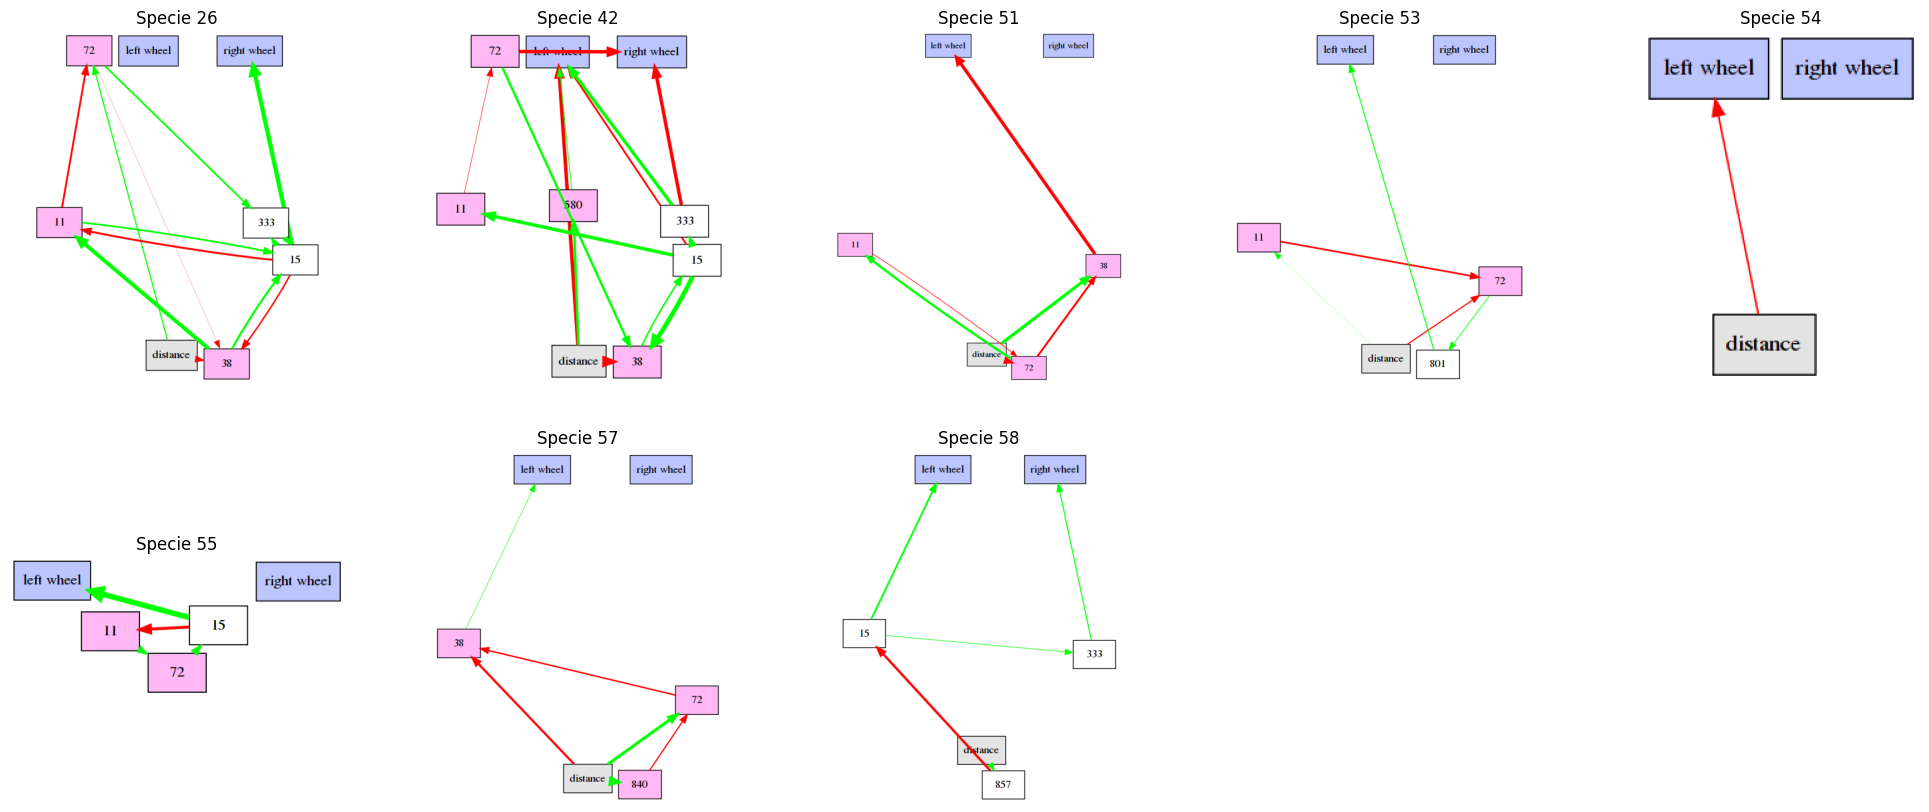 Specie 26
72
left wheel
right wheel
11
333
15
distance
38
Specie 42
72
left wheel
right wheel
11
580
333
15
distance
38
Specie 51
left wheel
right wheel
11
38
distance
72
Specie 53
left wheel
right wheel
11
72
distance
801
Specie 54
left wheel
right wheel
distance
Specie 55
left wheel
right wheel
11
15
72
Specie 57
left wheel
right wheel
38
72
distance
840
Specie 58
left wheel
right wheel
15
333
distance
857